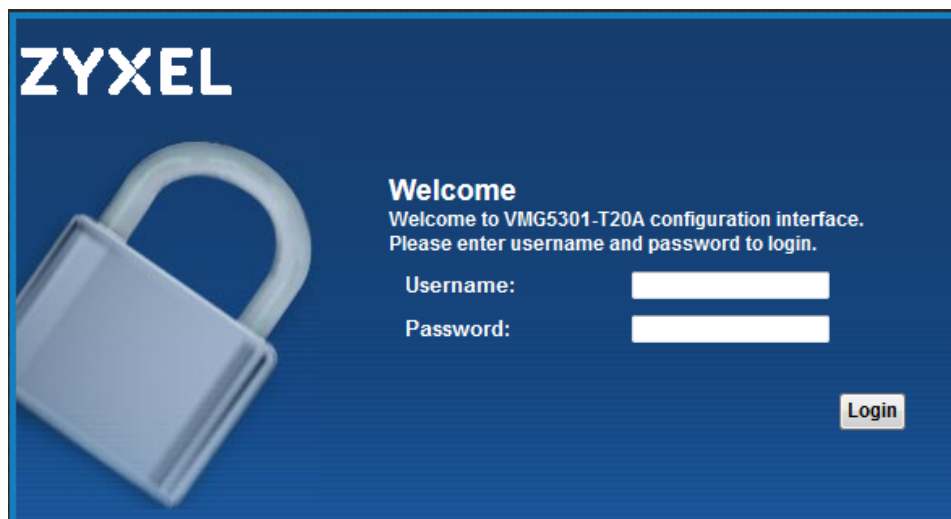 ZYXEL
Welcome
Welcome to VMG5301-T20A configuration interface.
Please enter username and password to login.
Username:
Password:
Login